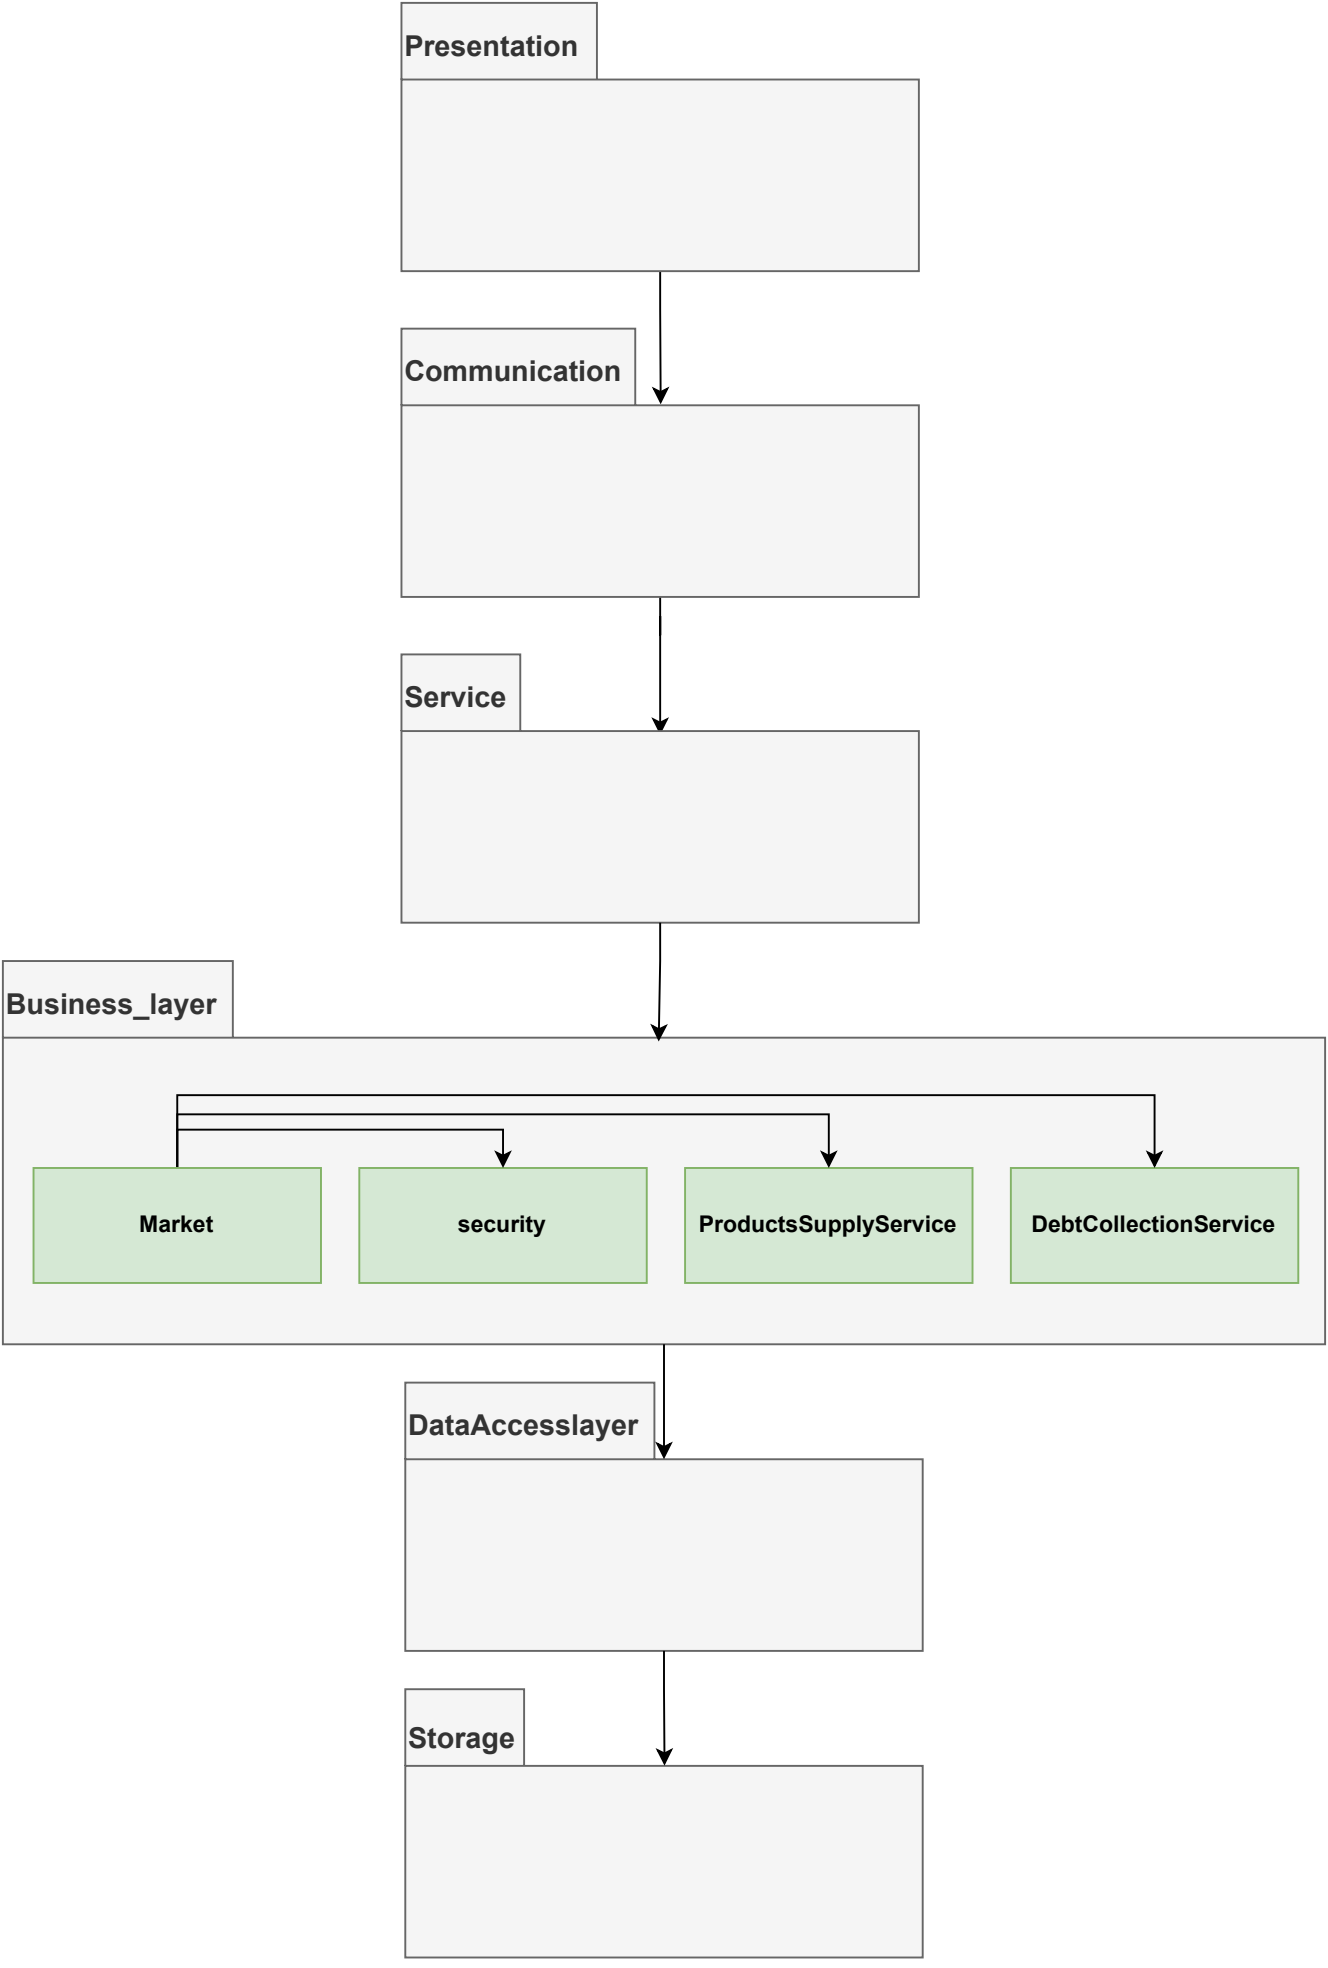 Presentation
Communication
Service
Business_layer
Market
security
ProductsSupplyService
DebtCollectionService
DataAccesslayer
Storage